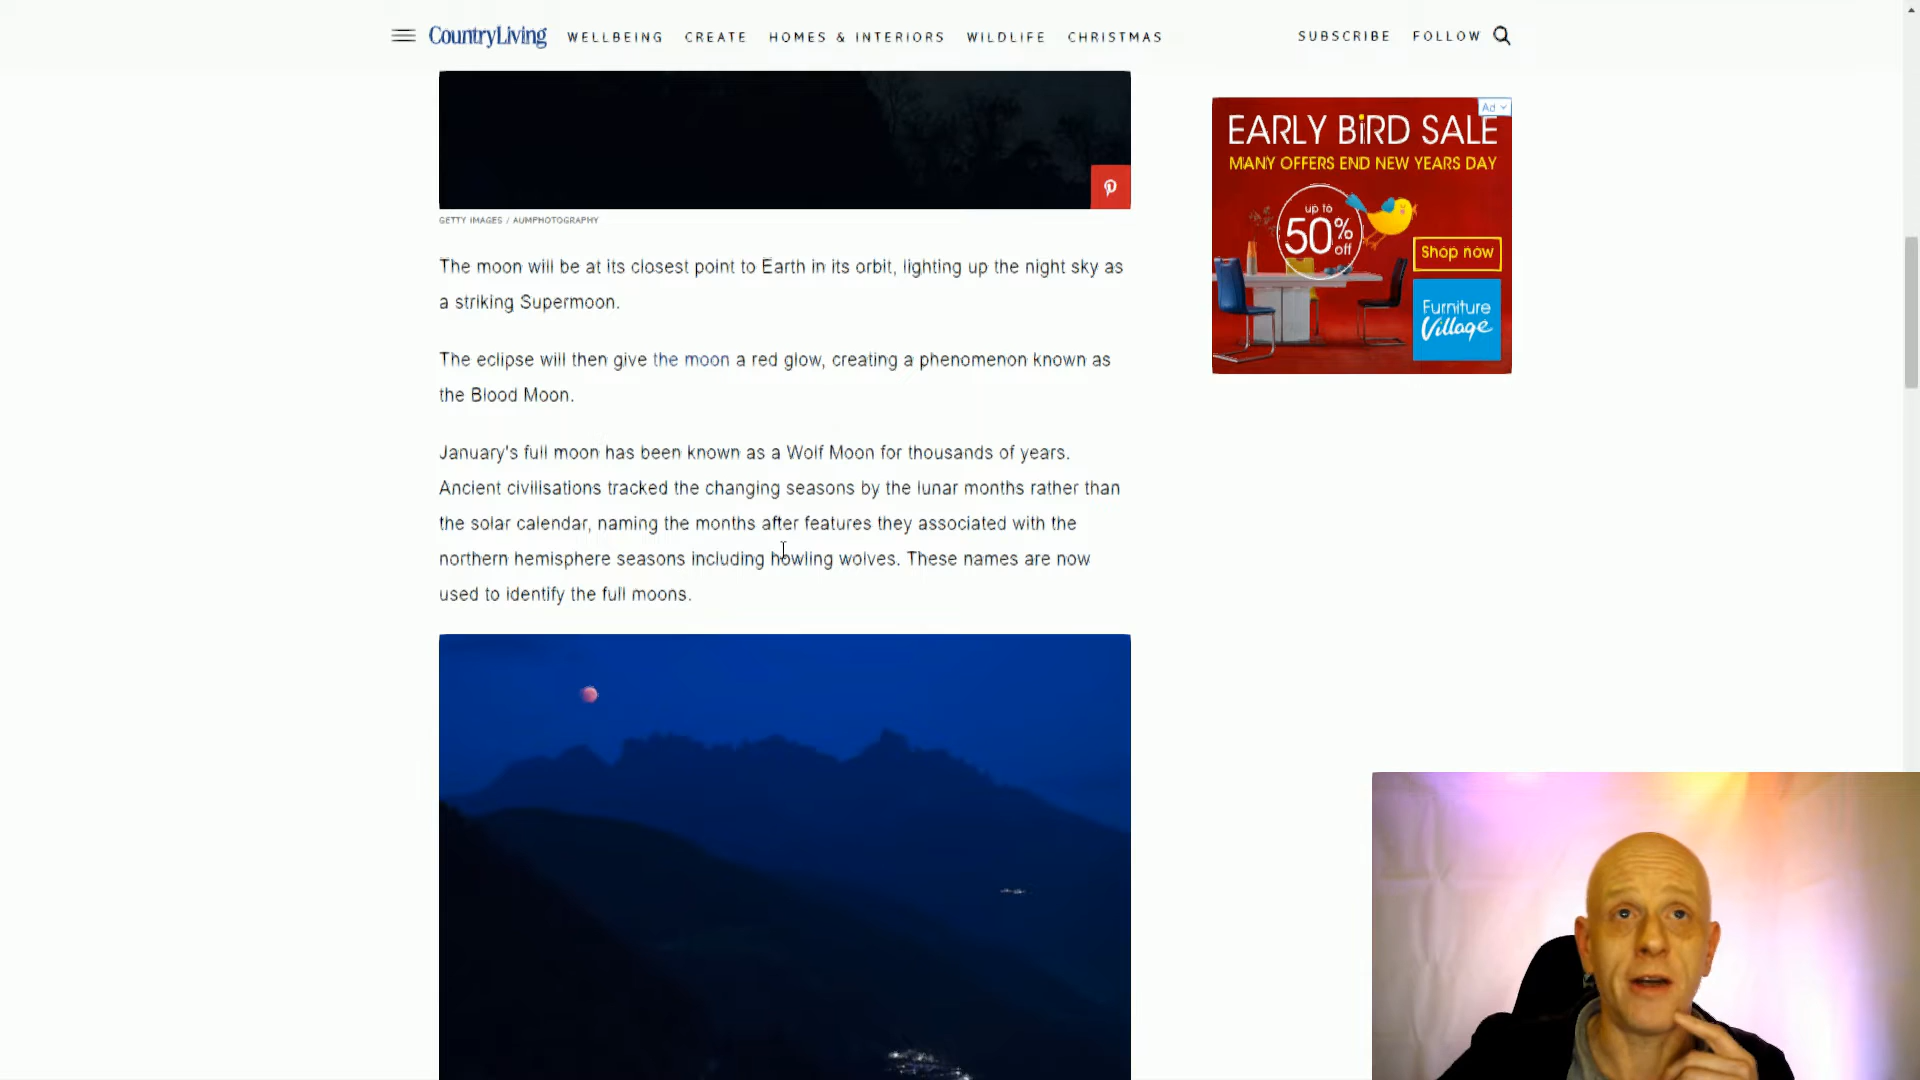 CountryLiving WELLBEING CREATE HOMES & INTERIORS WILDLIFE CHRISTMAS SUBSCRIBE FOLLOW
GETTY IMAGES / AUMPHOTOGRAPHY
The moon will be at its closest point to Earth in its orbit, lighting up the night sky as
a striking Supermoon.
The eclipse will then give the moon a red glow, creating a phenomenon known as
the Blood Moon.
January's full moon has been known as a Wolf Moon for thousands of years.
Ancient civilisations tracked the changing seasons by the lunar months rather than
the solar calendar, naming the months after features they associated with the
northern hemisphere seasons including howling wolves. These names are now
used to identify the full moons.
Ad
EARLY BIRD SALE
MANY OFFERS END NEW YEARS DAY
up to
50%
off
Shop now
Furniture
Village